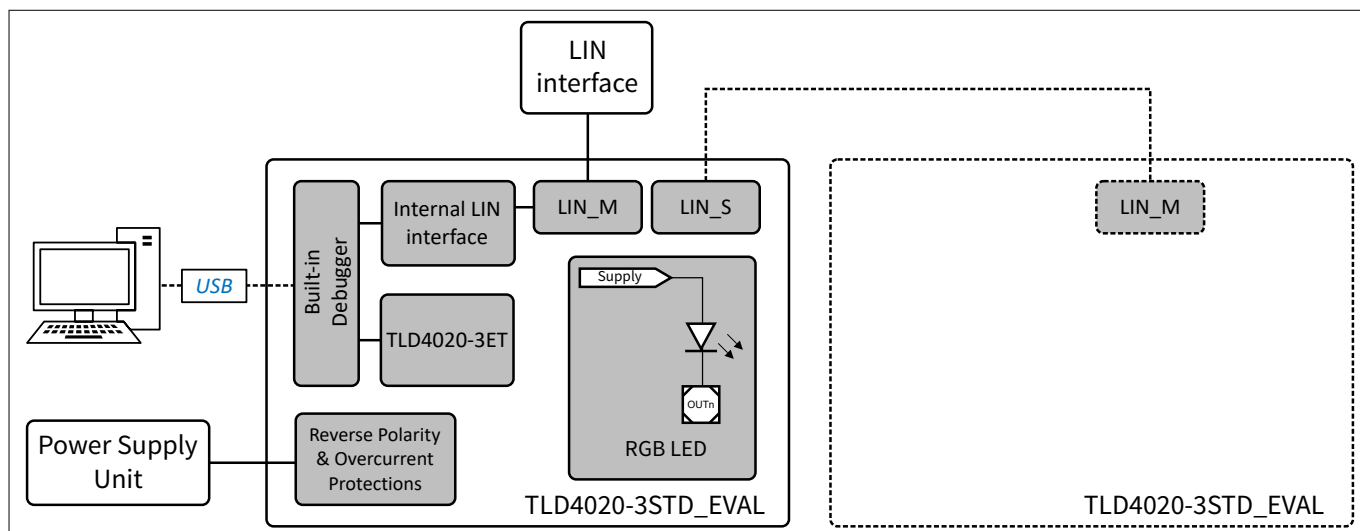 LIN
interface
Internal LIN
interface
LIN_M
LIN_S
LIN_M
Built-in
Debugger
USB
Supply
TLD4020-3ET
OUTn
Power Supply
Unit
Reverse Polarity
& Overcurrent
Protections
RGB LED
TLD4020-3STD_EVAL
TLD4020-3STD_EVAL